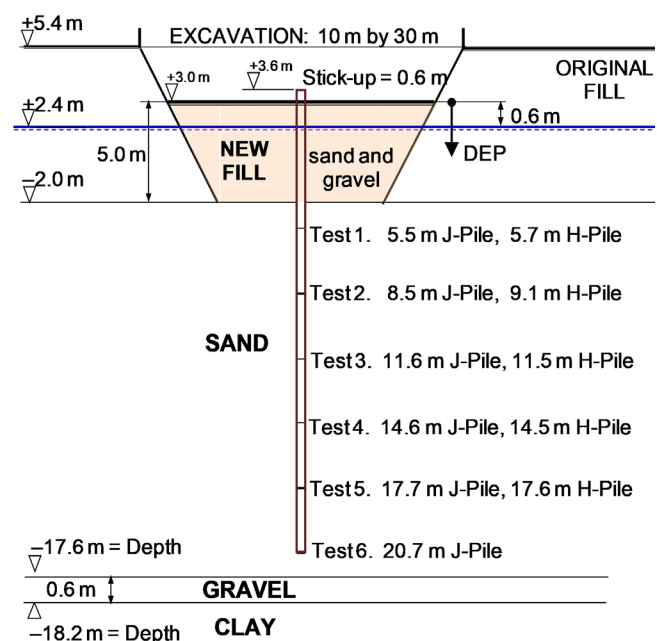 +5.4 m
EXCAVATION: 10 m by 30 m
+3.6 m
+3.0 m
Stick-up = 0.6 m
ORIGINAL
FILL
+2.4 m
0.6 m
5.0 m
NEW
FILL
sand and
gravel
DEP
–2.0 m
Test 1. 5.5 m J-Pile, 5.7 m H-Pile
Test 2. 8.5 m J-Pile, 9.1 m H-Pile
SAND
Test 3. 11.6 m J-Pile, 11.5 m H-Pile
Test 4. 14.6 m J-Pile, 14.5 m H-Pile
Test 5. 17.7 m J-Pile, 17.6 m H-Pile
–17.6 m = Depth
Test 6. 20.7 m J-Pile
0.6 m
GRAVEL
–18.2 m = Depth
CLAY